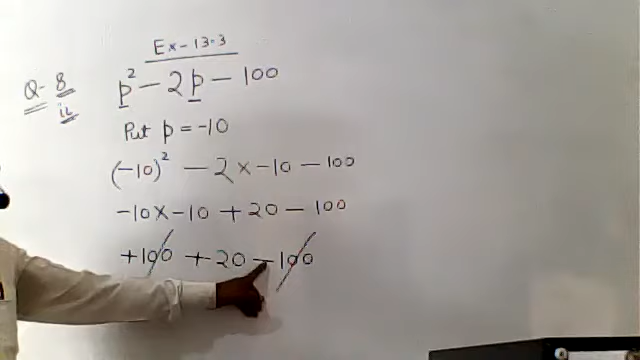 Ex-13.3
Q-8 p² - 2p - 100
ii
Put p = -10
(-10)² - 2 x -10 - 100
-10 x -10 + 20 - 100
+100 + 20 - 100